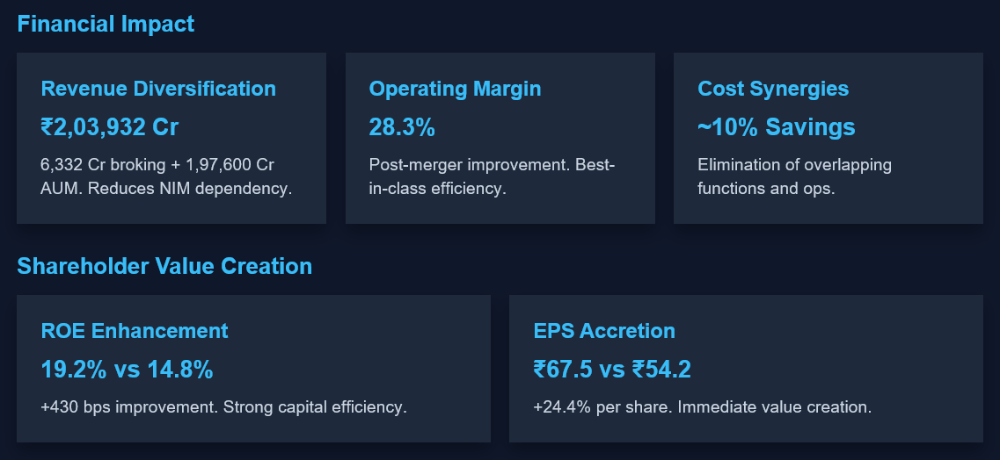 Financial Impact
Revenue Diversification
₹2,03,932 Cr
6,332 Cr broking + 1,97,600 Cr
AUM. Reduces NIM dependency.
Operating Margin
28.3%
Post-merger improvement. Best-
in-class efficiency.
Cost Synergies
~10% Savings
Elimination of overlapping
functions and ops.
Shareholder Value Creation
ROE Enhancement
19.2% vs 14.8%
+430 bps improvement. Strong capital efficiency.
EPS Accretion
₹67.5 vs ₹54.2
+24.4% per share. Immediate value creation.